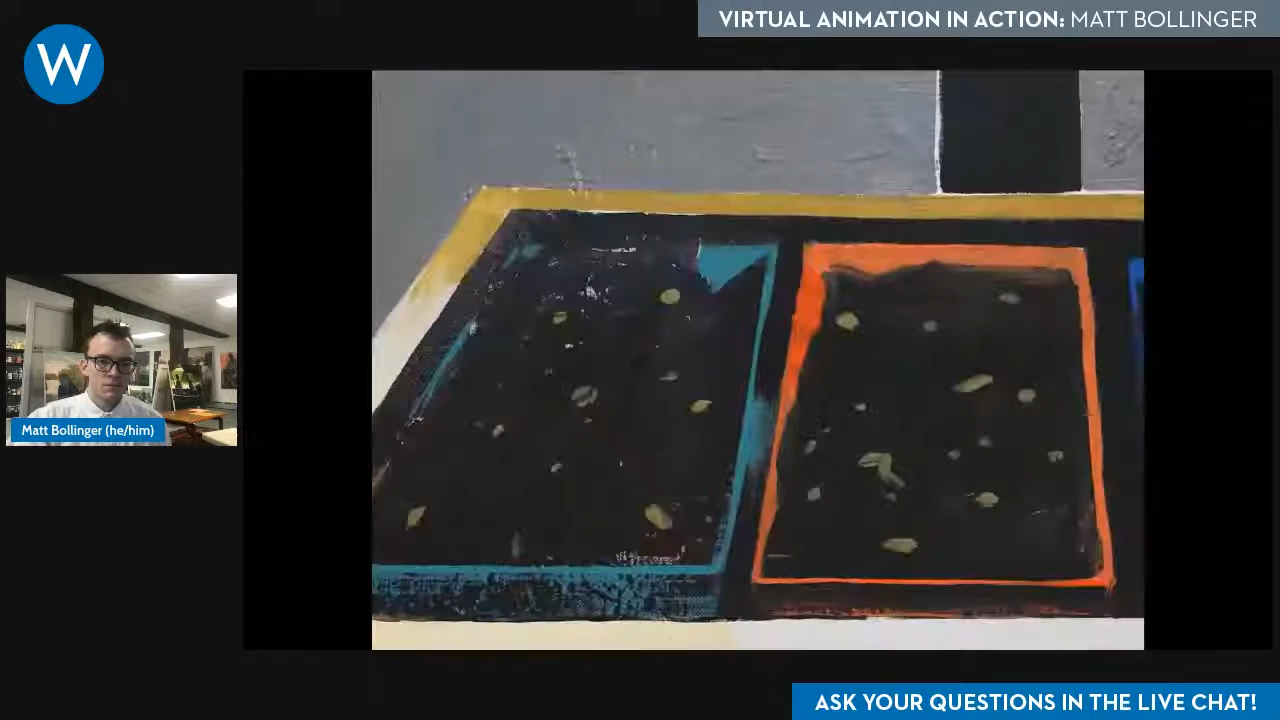 VIRTUAL ANIMATION IN ACTION: MATT BOLLINGER
W
Matt Bollinger (he/him)
ASK YOUR QUESTIONS IN THE LIVE CHAT!